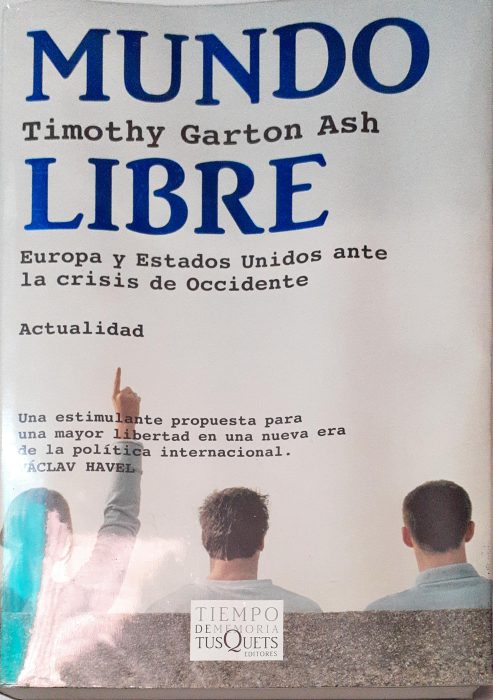 MUNDO
Timothy Garton Ash
LIBRE
Europa y Estados Unidos ante
la crisis de Occidente
Actualidad
Una estimulante propuesta para
una mayor libertad en una nueva era
de la política internacional.
VÁCLAV HAVEL
TIEMPO
DE MEMORIA
TUSQUETS
EDITORES